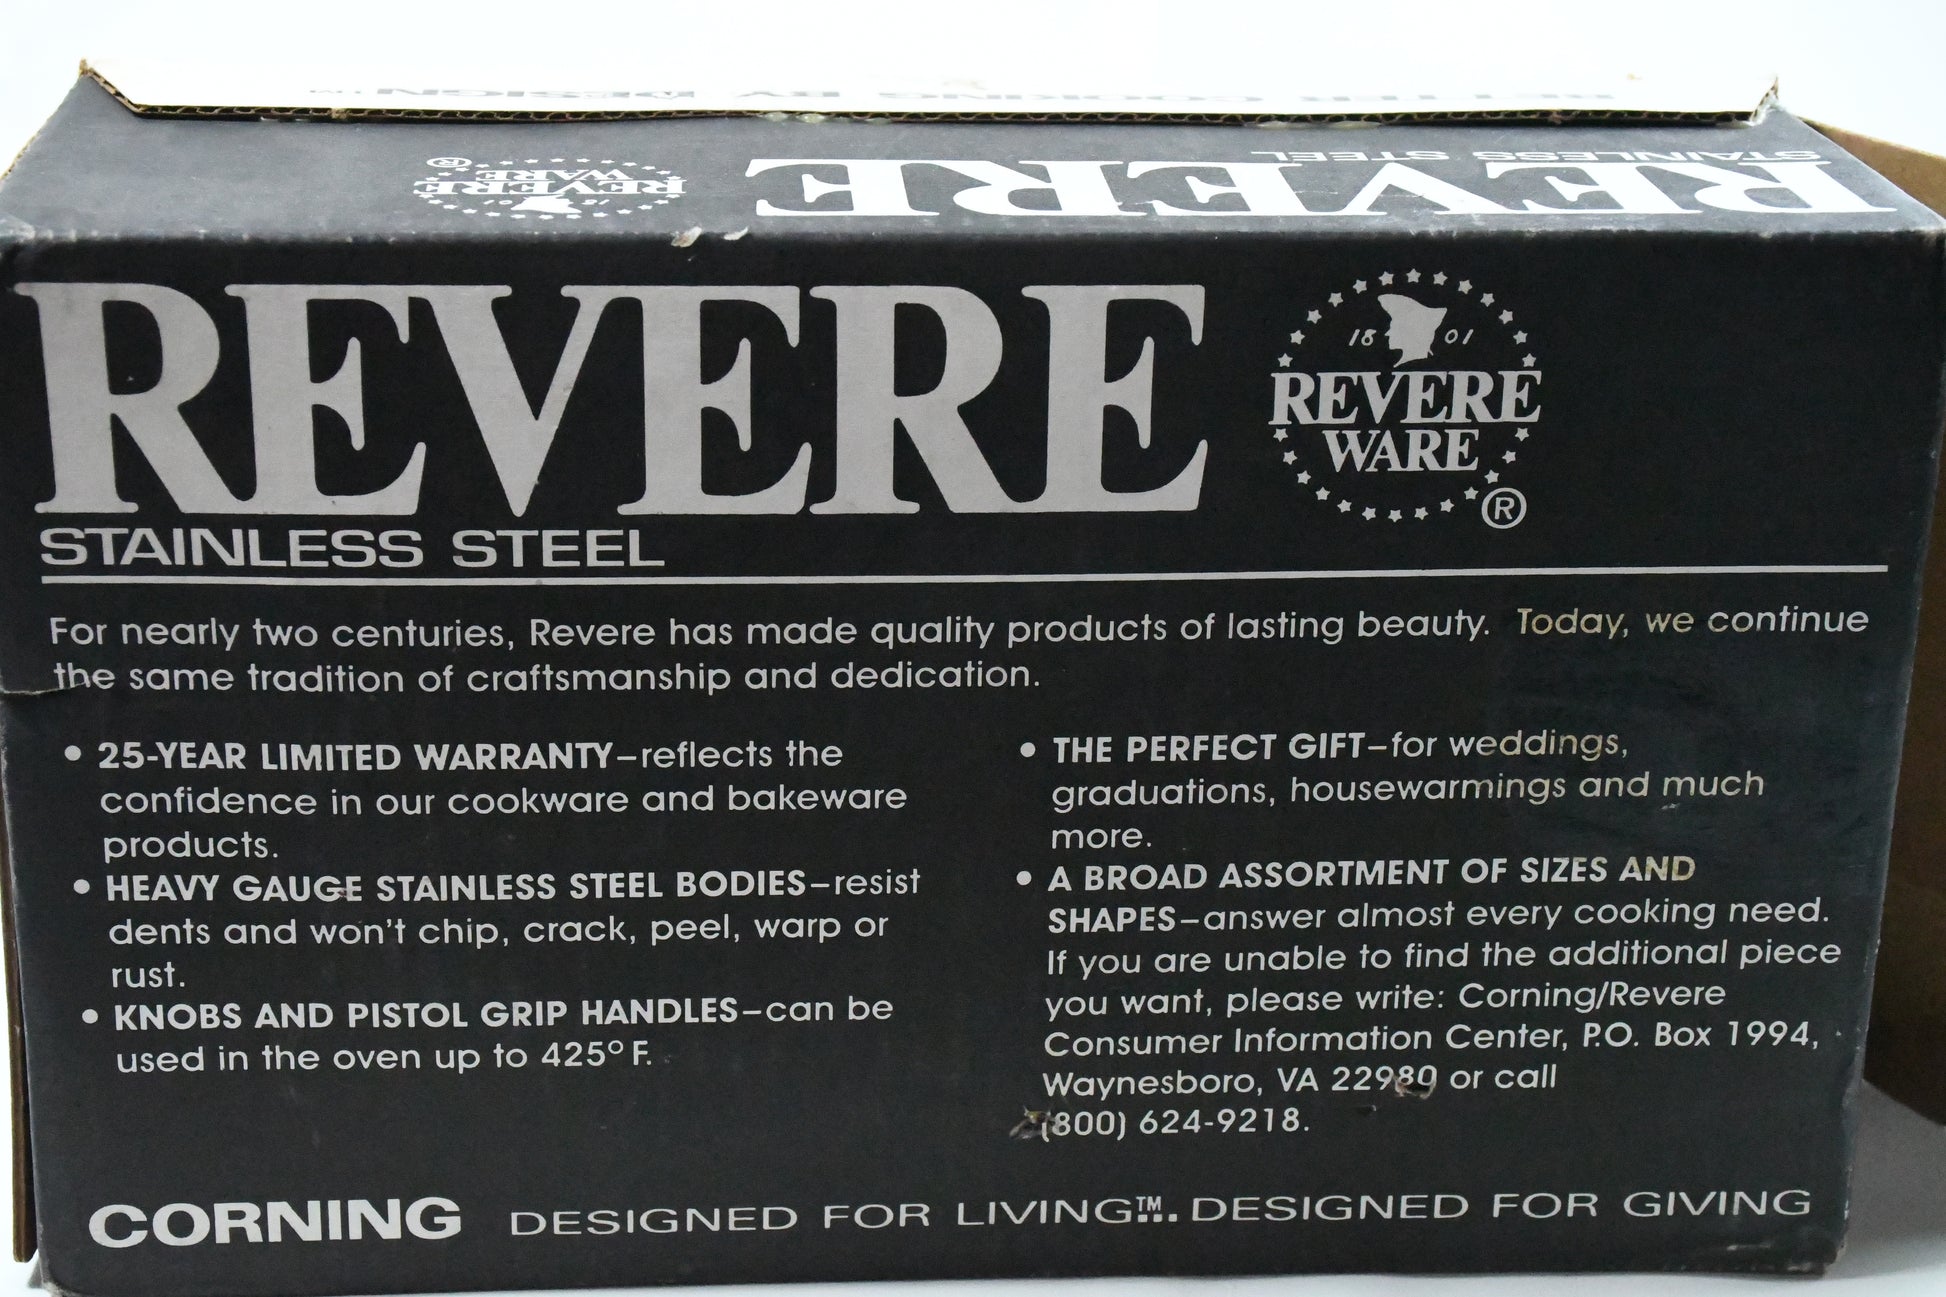 BETTER COOKING BY DESIGN™
STAINLESS STEEL
REVERE
18 01
REVERE
WARE
®
REVERE
18 01
REVERE
WARE
®
STAINLESS STEEL
For nearly two centuries, Revere has made quality products of lasting beauty. Today, we continue
the same tradition of craftsmanship and dedication.
• 25-YEAR LIMITED WARRANTY–reflects the
confidence in our cookware and bakeware
products.
• HEAVY GAUGE STAINLESS STEEL BODIES–resist
dents and won't chip, crack, peel, warp or
rust.
• KNOBS AND PISTOL GRIP HANDLES–can be
used in the oven up to 425° F.
• THE PERFECT GIFT–for weddings,
graduations, housewarmings and much
more.
• A BROAD ASSORTMENT OF SIZES AND
SHAPES–answer almost every cooking need.
If you are unable to find the additional piece
you want, please write: Corning/Revere
Consumer Information Center, P.O. Box 1994,
Waynesboro, VA 22980 or call
(800) 624-9218.
CORNING DESIGNED FOR LIVING™... DESIGNED FOR GIVING